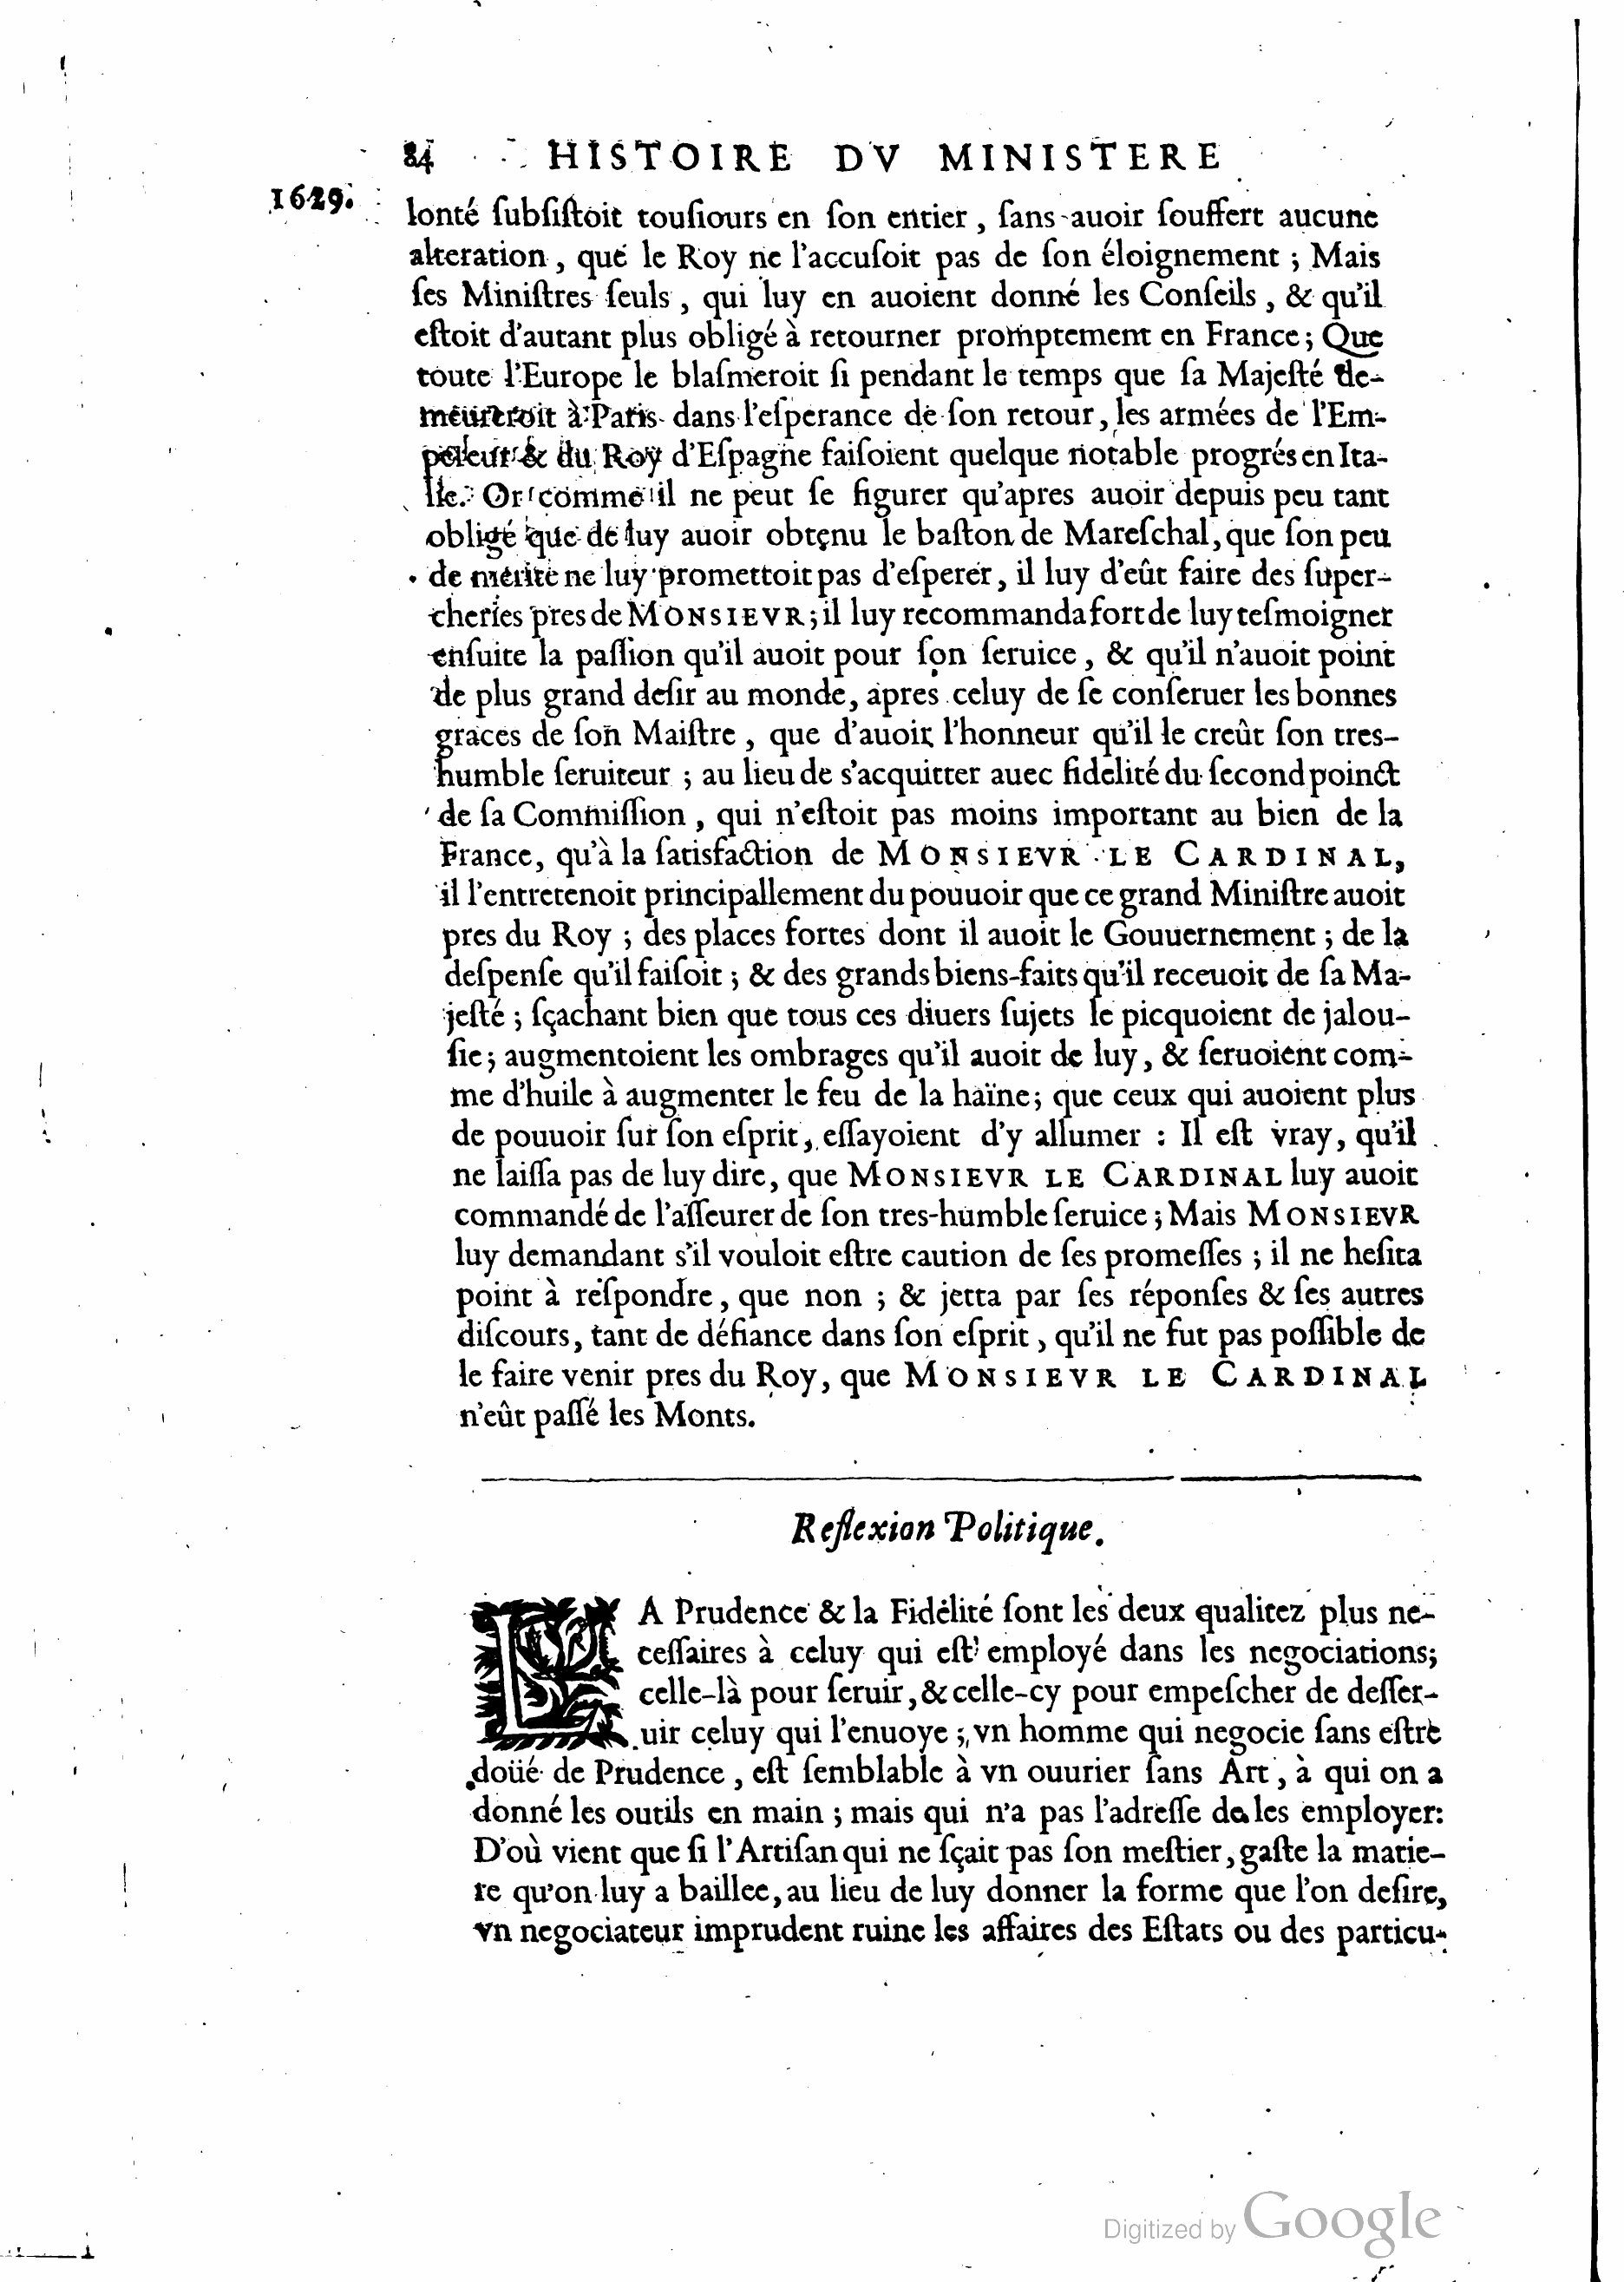 84 HISTOIRE DV MINISTERE
1629.
lonté ſubſiſtoit touſiours en ſon entier, ſans auoir ſouffert aucune
alteration, que le Roy ne l'accuſoit pas de ſon éloignement ; Mais
ſes Miniſtres ſeuls, qui luy en auoient donné les Conſeils, & qu'il
eſtoit d'autant plus obligé à retourner promptement en France ; Que
toute l'Europe le blaſmeroit ſi pendant le temps que ſa Majeſté de-
meureroit à Paris dans l'eſperance de ſon retour, les armées de l'Em-
pereur & du Roy d'Eſpagne faiſoient quelque notable progrés en Ita-
lie. Or comme il ne peut ſe figurer qu'apres auoir depuis peu tant
obligé que de luy auoir obtenu le baſton de Mareſchal, que ſon peu
de mérite ne luy promettoit pas d'eſperer, il luy d'eût faire des ſuper-
cheries pres de MONSIEVR ; il luy recommanda fort de luy teſmoigner
enſuite la paſſion qu'il auoit pour ſon ſeruice, & qu'il n'auoit point
de plus grand deſir au monde, apres celuy de ſe conſeruer les bonnes
graces de ſon Maiſtre, que d'auoir l'honneur qu'il le creût ſon tres-
humble ſeruiteur ; au lieu de s'acquitter auec fidelité du ſecond poinct
de ſa Commiſſion, qui n'eſtoit pas moins important au bien de la
France, qu'à la ſatisfaction de MONSIEVR LE CARDINAL,
il l'entretenoit principallement du pouuoir que ce grand Miniſtre auoit
pres du Roy ; des places fortes dont il auoit le Gouuernement ; de la
deſpenſe qu'il faiſoit ; & des grands biens-faits qu'il receuoit de ſa Ma-
jeſté ; ſçachant bien que tous ces diuers ſujets le picquoient de jalou-
ſie ; augmentoient les ombrages qu'il auoit de luy, & ſeruoient com-
me d'huile à augmenter le feu de la haïne ; que ceux qui auoient plus
de pouuoir ſur ſon eſprit, eſſayoient d'y allumer : Il eſt vray, qu'il
ne laiſſa pas de luy dire, que MONSIEVR LE CARDINAL luy auoit
commandé de l'aſſeurer de ſon tres-humble ſeruice ; Mais MONSIEVR
luy demandant s'il vouloit eſtre caution de ſes promeſſes ; il ne heſita
point à reſpondre, que non ; & jetta par ſes réponſes & ſes autres
diſcours, tant de défiance dans ſon eſprit, qu'il ne fut pas poſſible de
le faire venir pres du Roy, que MONSIEVR LE CARDINAL
n'eût paſſé les Monts.
Reflexion Politique.
LA Prudence & la Fidélité ſont les deux qualitez plus ne-
ceſſaires à celuy qui eſt employé dans les negociations ;
celle-là pour ſeruir, & celle-cy pour empeſcher de deſſer-
uir celuy qui l'enuoye ; vn homme qui negocie ſans eſtre
doüé de Prudence, eſt ſemblable à vn ouurier ſans Art, à qui on a
donné les outils en main ; mais qui n'a pas l'adreſſe de les employer :
D'où vient que ſi l'Artiſan qui ne ſçait pas ſon meſtier, gaſte la matie-
re qu'on luy a baillee, au lieu de luy donner la forme que l'on deſire,
vn negociateur imprudent ruine les affaires des Eſtats ou des particu-
Digitized by Google